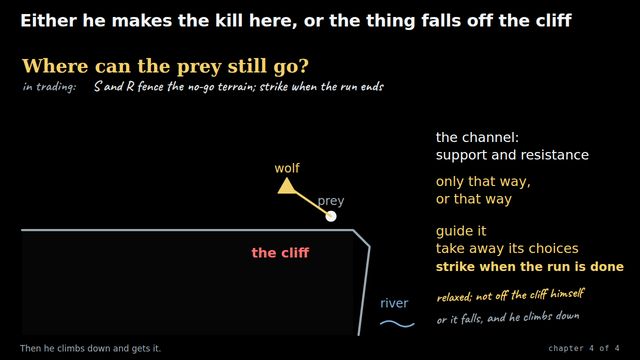 Either he makes the kill here, or the thing falls off the cliff
Where can the prey still go?
in trading: S and R fence the no-go terrain; strike when the run ends
the channel:
support and resistance
wolf
only that way,
or that way
prey
guide it
take away its choices
the cliff
strike when the run is done
relaxed; not off the cliff himself
river
or it falls, and he climbs down
Then he climbs down and gets it.
chapter 4 of 4